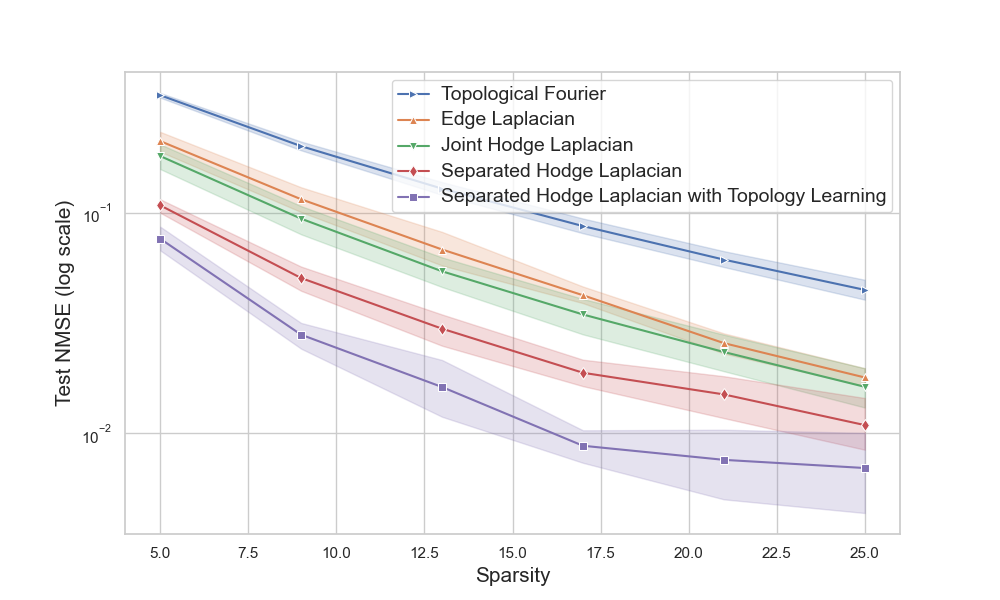 Topological Fourier
Edge Laplacian
Joint Hodge Laplacian
Separated Hodge Laplacian
Separated Hodge Laplacian with Topology Learning
Test NMSE (log scale)
10⁻¹
10⁻²
5.0 7.5 10.0 12.5 15.0 17.5 20.0 22.5 25.0
Sparsity